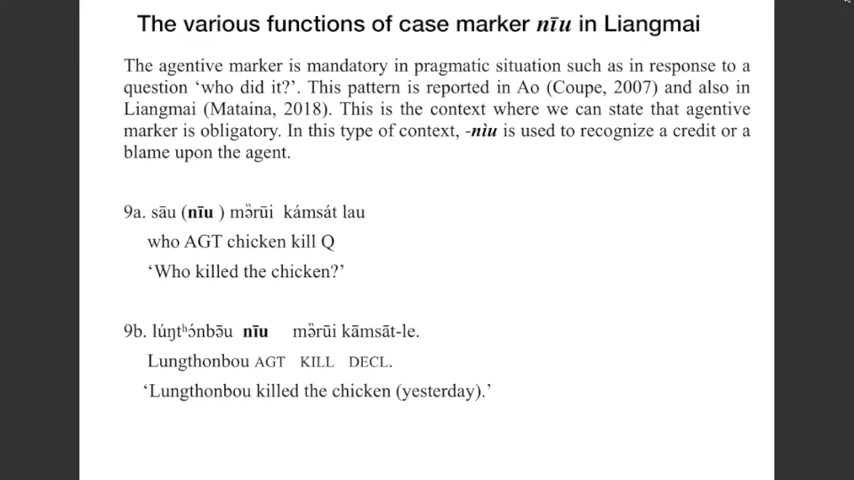 The various functions of case marker nīu in Liangmai
The agentive marker is mandatory in pragmatic situation such as in response to a
question ‘who did it?’. This pattern is reported in Ao (Coupe, 2007) and also in
Liangmai (Mataina, 2018). This is the context where we can state that agentive
marker is obligatory. In this type of context, -nìu is used to recognize a credit or a
blame upon the agent.
9a. sāu (nīu ) mə̏rūi kámsát lau
who AGT chicken kill Q
‘Who killed the chicken?’
9b. lúŋtʰɔ́nbə̄u nīu mə̏rūi kāmsāt-le.
Lungthonbou AGT KILL DECL.
‘Lungthonbou killed the chicken (yesterday).’